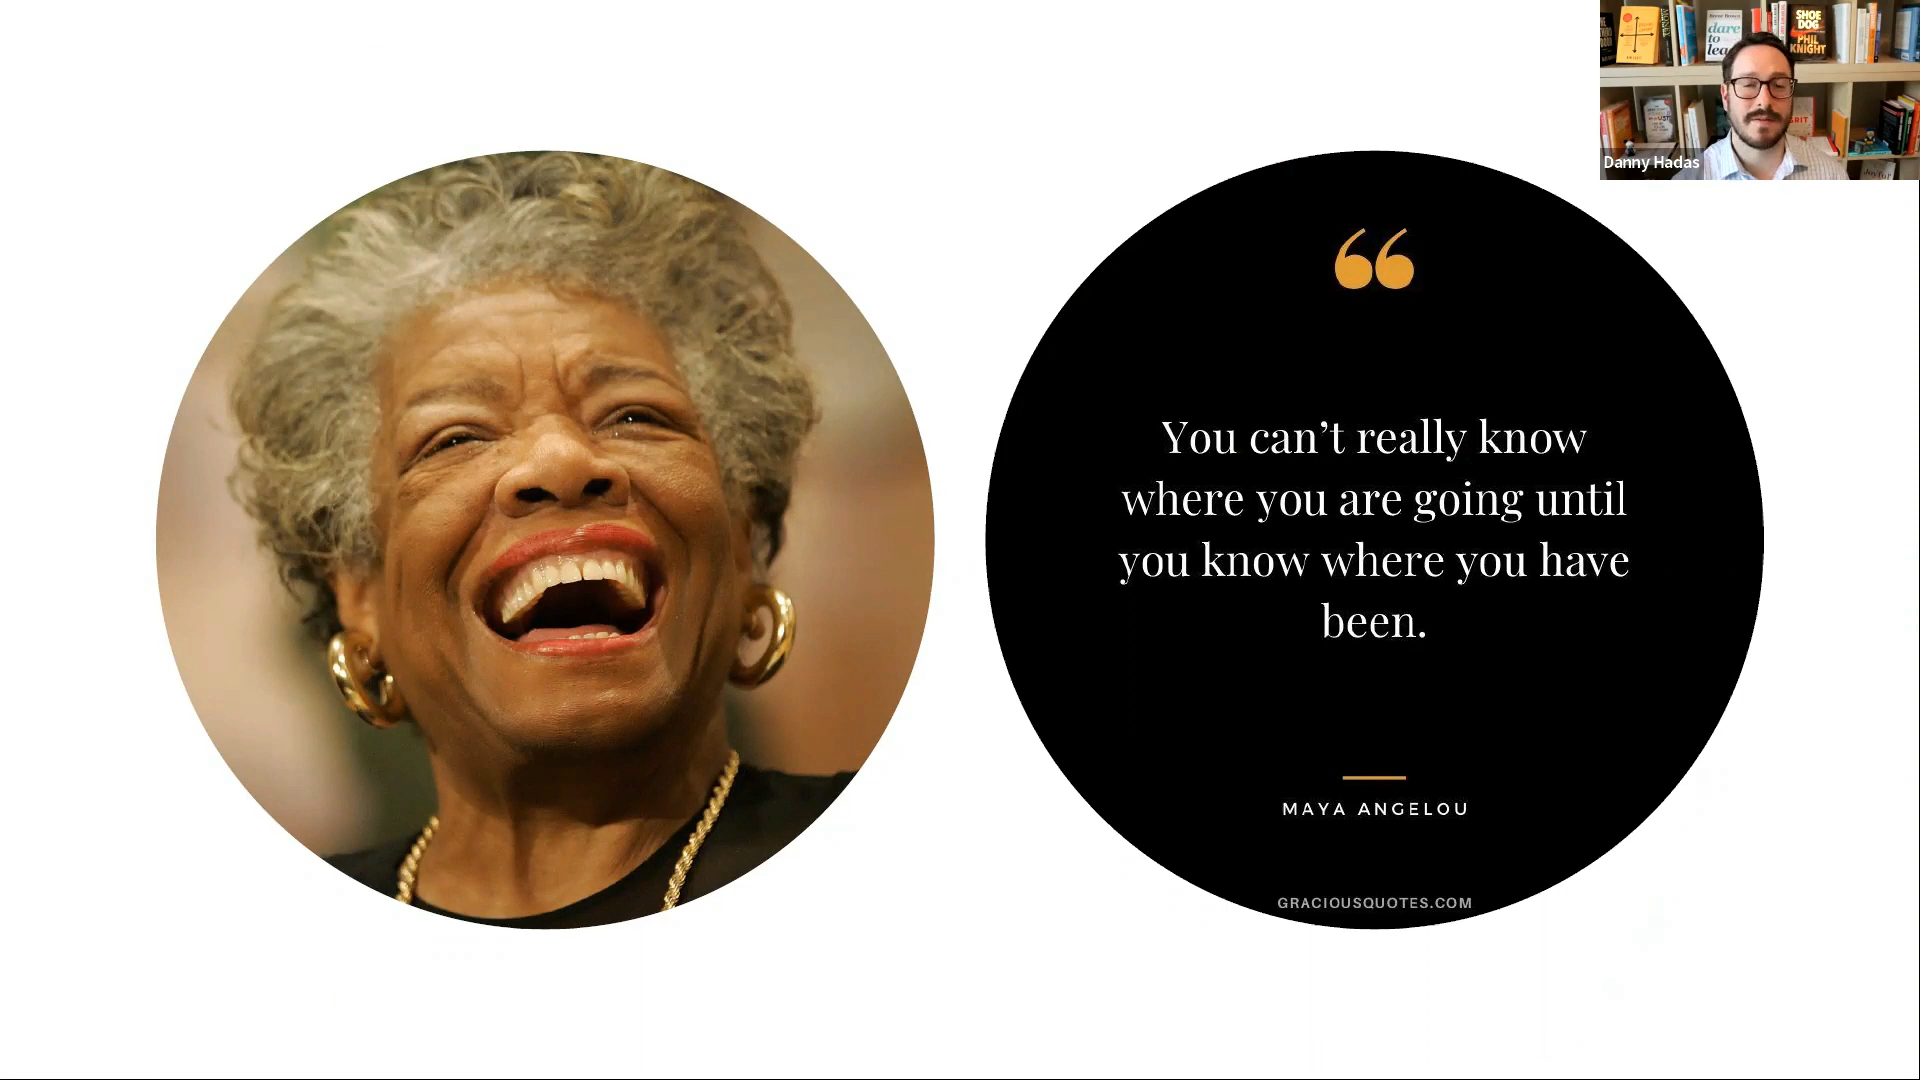 dare
to
SHOE
DOG
PHIL
KNIGHT
GRIT
Danny Hadas
“
You can’t really know
where you are going until
you know where you have
been.
MAYA ANGELOU
GRACIOUSQUOTES.COM